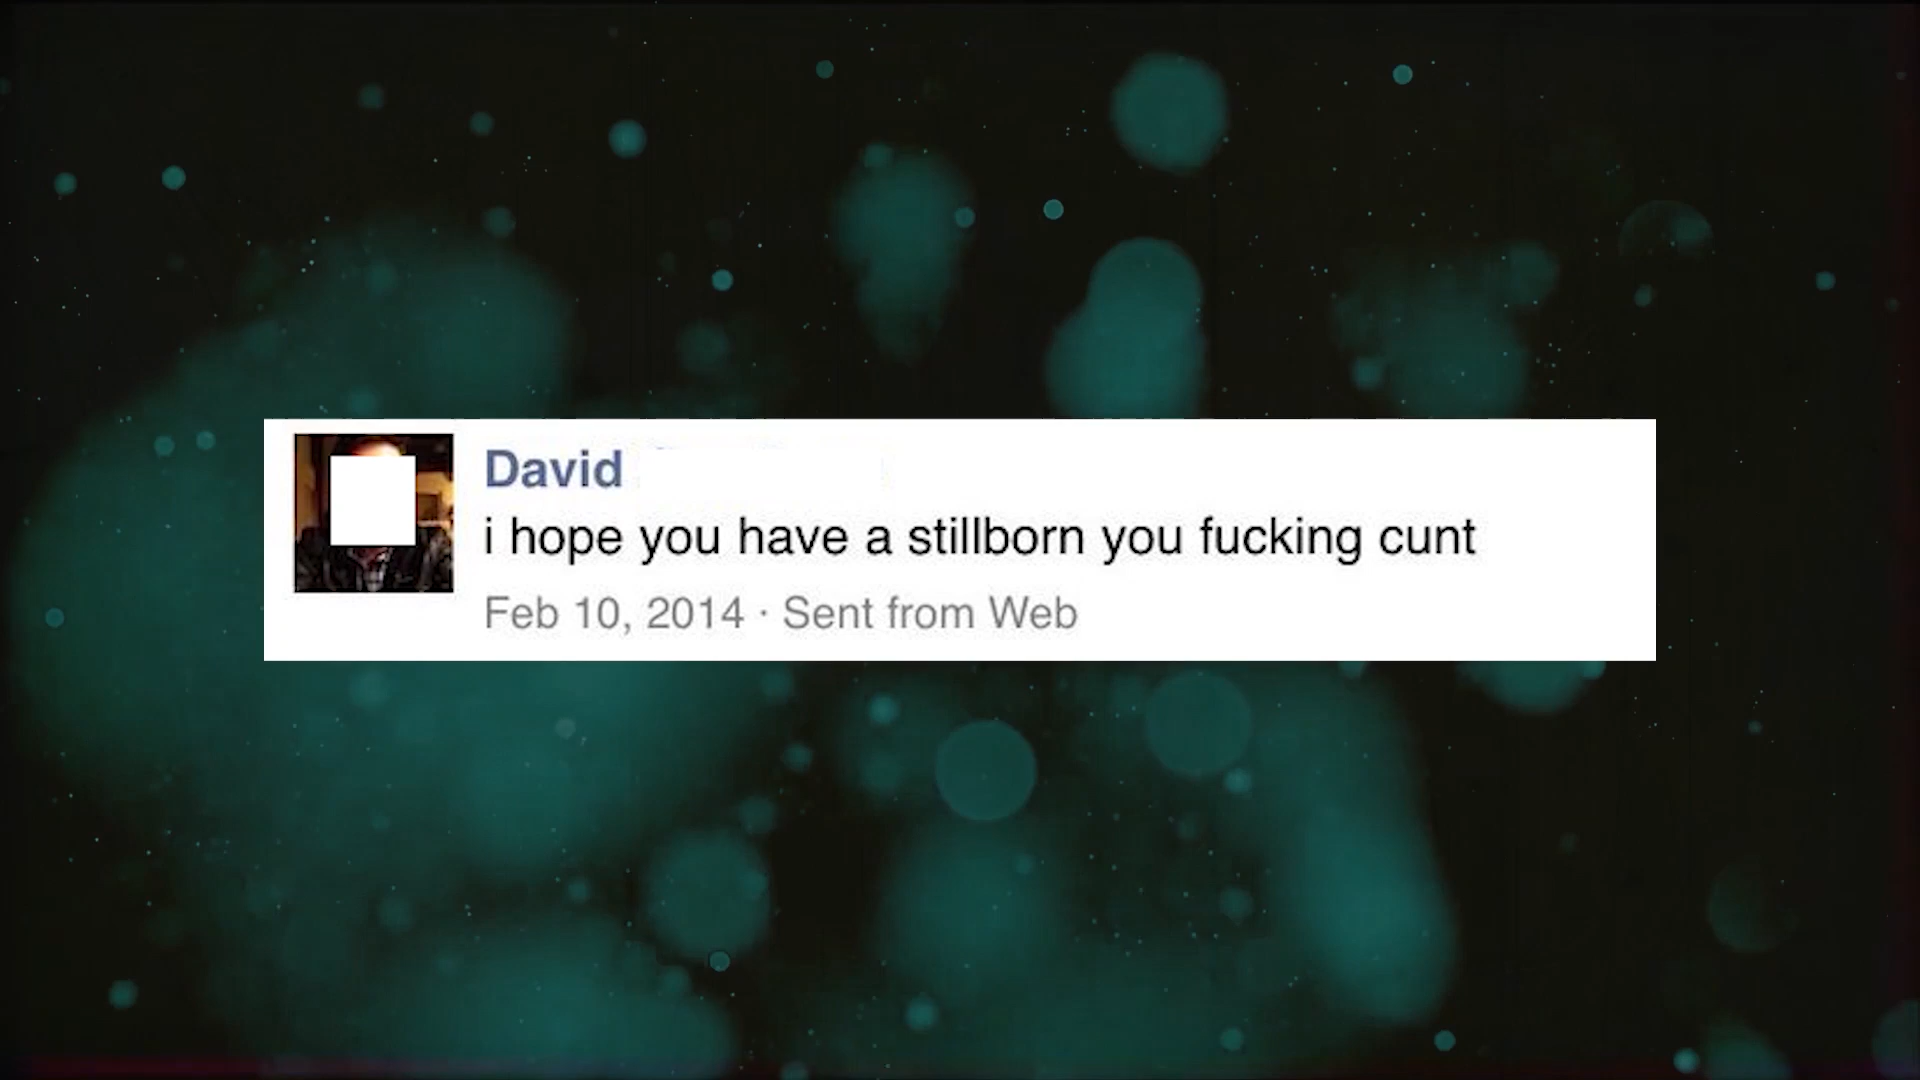 David
i hope you have a stillborn you fucking cunt
Feb 10, 2014 · Sent from Web